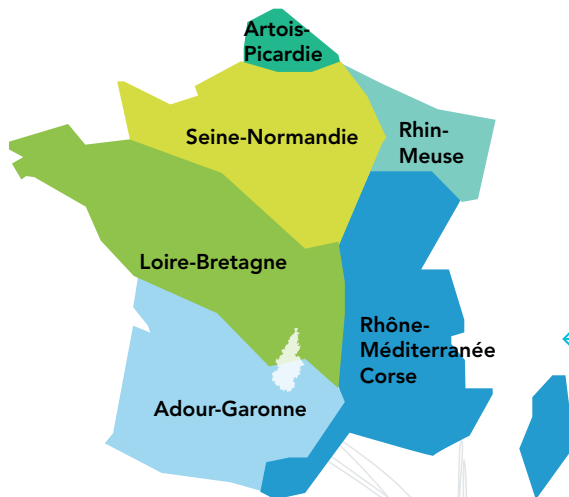 Artois-
Picardie
Seine-Normandie
Rhin-
Meuse
Loire-Bretagne
Rhône-
Méditerranée
Corse
Adour-Garonne